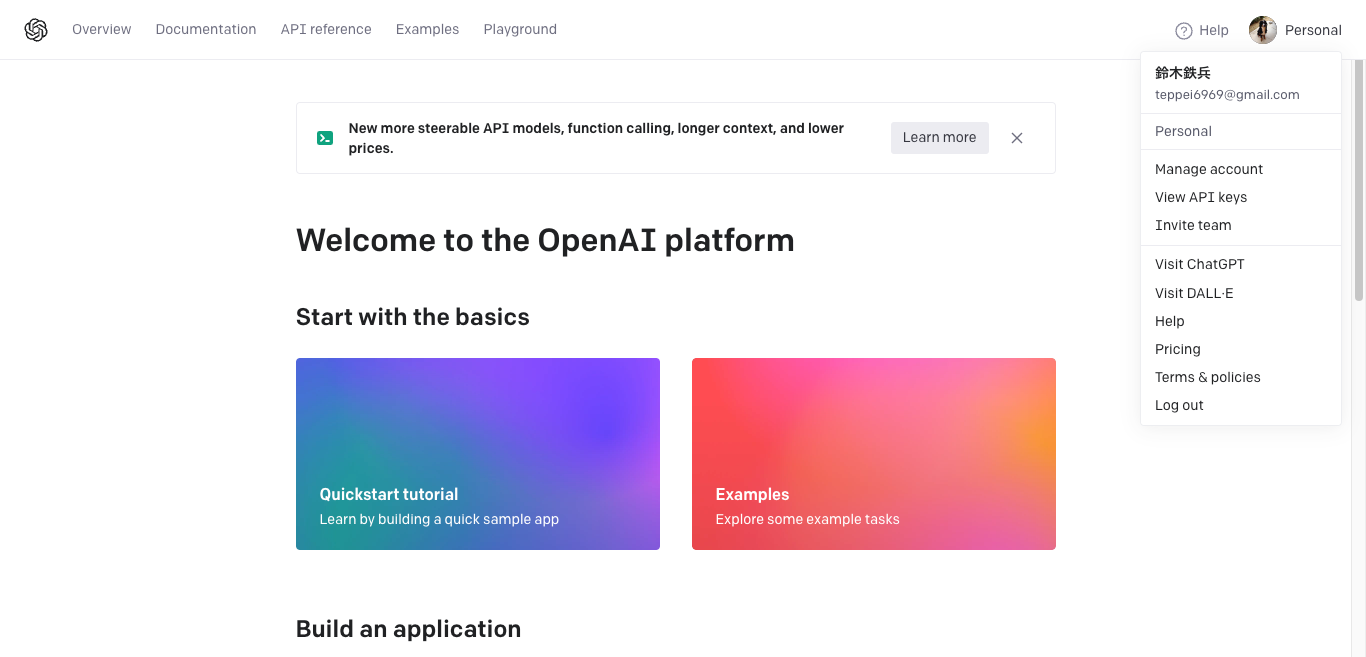 Overview Documentation API reference Examples Playground Help Personal
鈴木鉄兵
teppei6969@gmail.com
Personal
Manage account
View API keys
Invite team
Visit ChatGPT
Visit DALL·E
Help
Pricing
Terms & policies
Log out
New more steerable API models, function calling, longer context, and lower
prices.
Learn more
Welcome to the OpenAI platform
Start with the basics
Quickstart tutorial
Learn by building a quick sample app
Examples
Explore some example tasks
Build an application